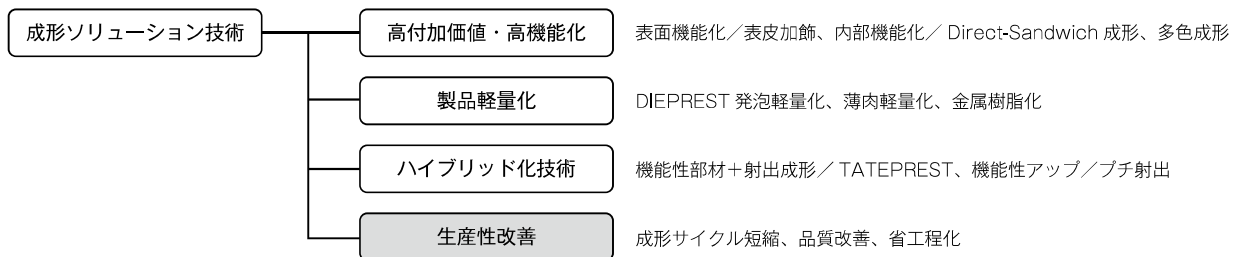 成形ソリューション技術
高付加価値・高機能化
表面機能化／表皮加飾、内部機能化／Direct-Sandwich 成形、多色成形
製品軽量化
DIEPREST 発泡軽量化、薄肉軽量化、金属樹脂化
ハイブリッド化技術
機能性部材＋射出成形／TATEPREST、機能性アップ／プチ射出
生産性改善
成形サイクル短縮、品質改善、省工程化